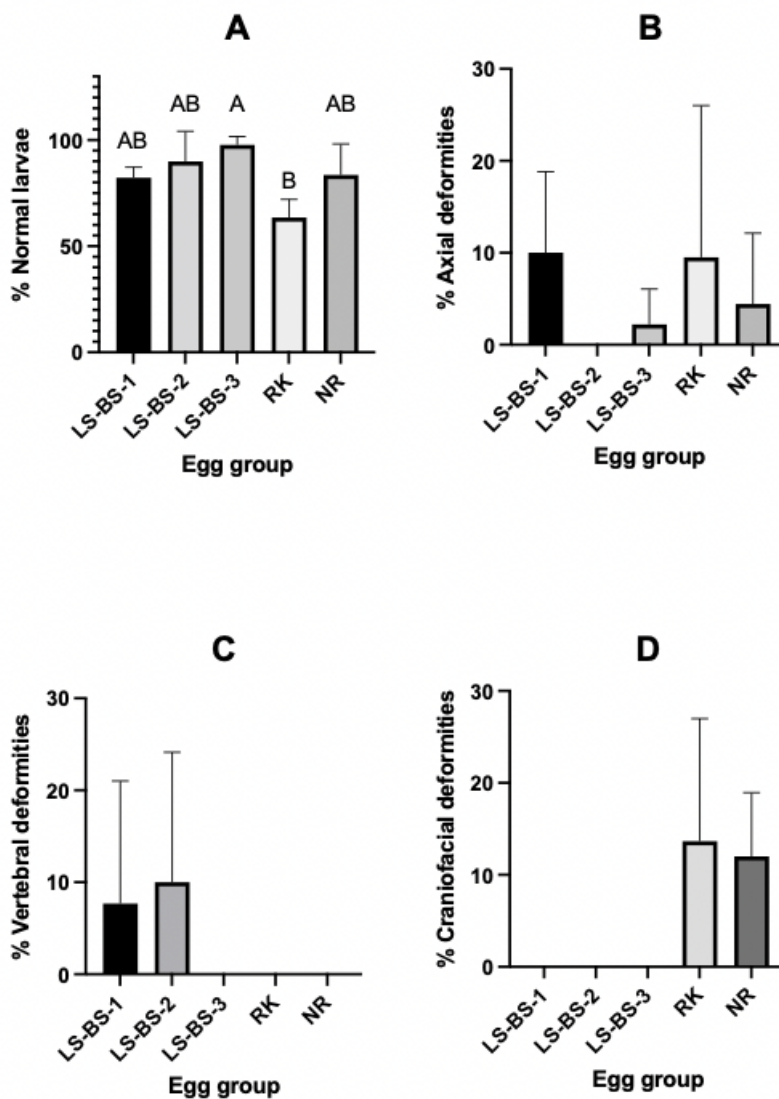 A
% Normal larvae
100
50
0
AB
AB
A
B
AB
LS-BS-1
LS-BS-2
LS-BS-3
RK
NR
Egg group
B
% Axial deformities
30
20
10
0
LS-BS-1
LS-BS-2
LS-BS-3
RK
NR
Egg group
C
% Vertebral deformities
30
20
10
0
LS-BS-1
LS-BS-2
LS-BS-3
RK
NR
Egg group
D
% Craniofacial deformities
30
20
10
0
LS-BS-1
LS-BS-2
LS-BS-3
RK
NR
Egg group